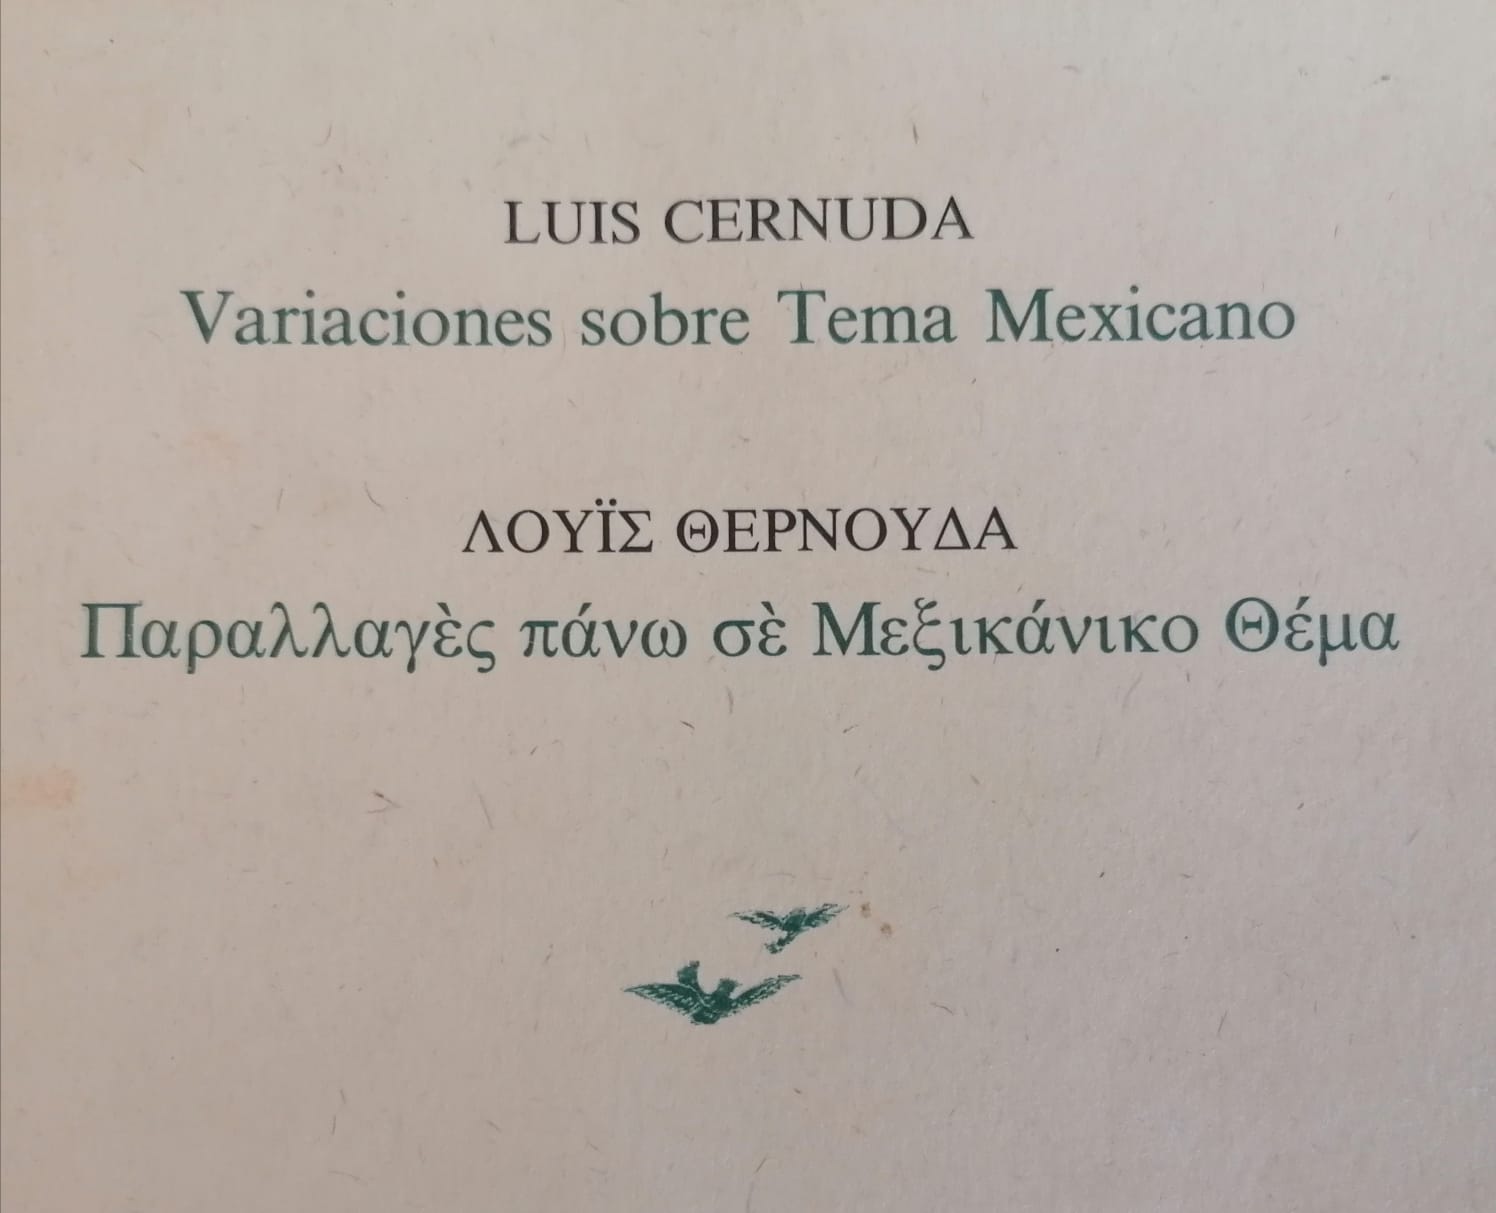 LUIS CERNUDA
Variaciones sobre Tema Mexicano
ΛΟΥΪΣ ΘΕΡΝΟΥΔΑ
Παραλλαγὲς πάνω σὲ Μεξικάνικο Θέμα